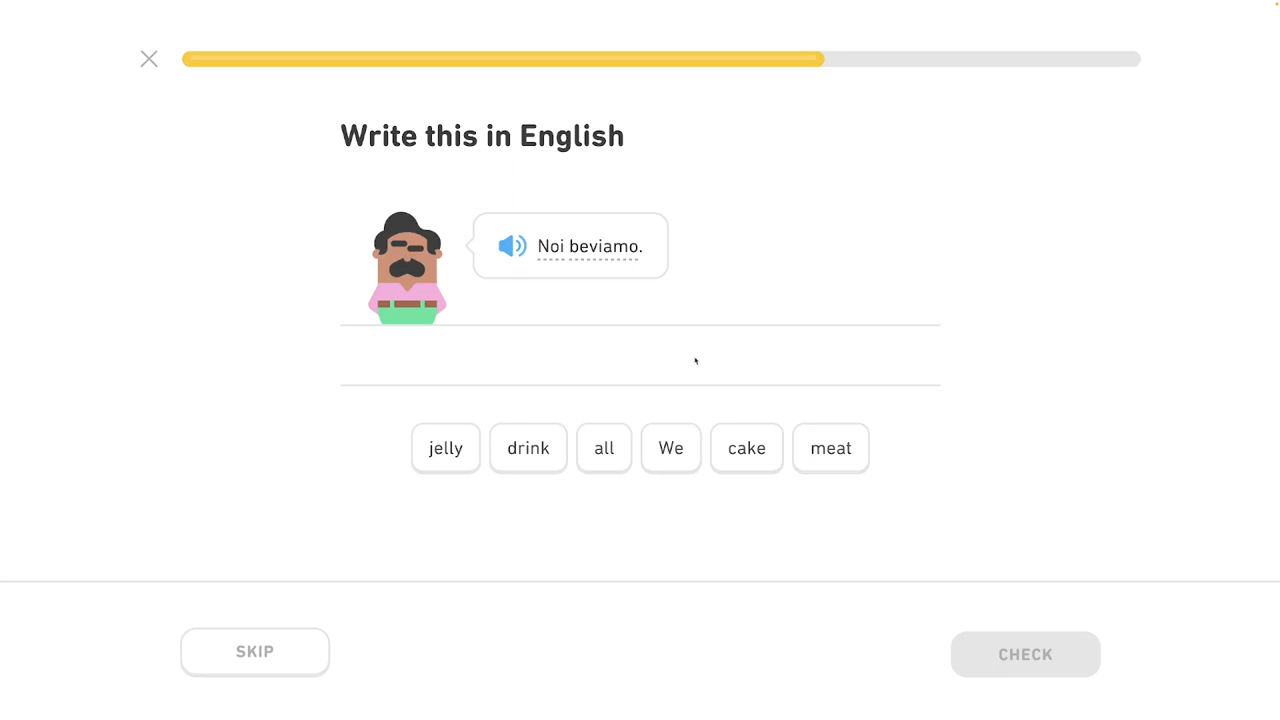 Write this in English
Noi beviamo.
jelly drink all We cake meat
SKIP CHECK